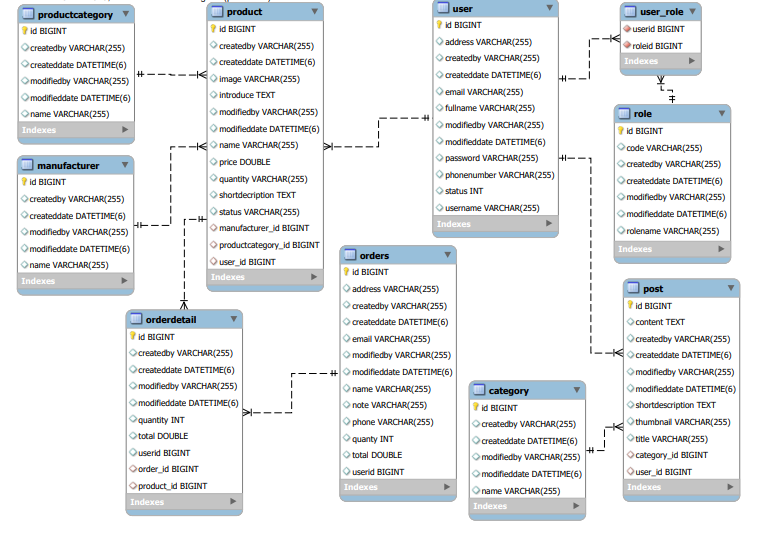 productcategory
id BIGINT
createdby VARCHAR(255)
createddate DATETIME(6)
modifiedby VARCHAR(255)
modifieddate DATETIME(6)
name VARCHAR(255)
Indexes
manufacturer
id BIGINT
createdby VARCHAR(255)
createddate DATETIME(6)
modifiedby VARCHAR(255)
modifieddate DATETIME(6)
name VARCHAR(255)
Indexes
product
id BIGINT
createdby VARCHAR(255)
createddate DATETIME(6)
image VARCHAR(255)
introduce TEXT
modifiedby VARCHAR(255)
modifieddate DATETIME(6)
name VARCHAR(255)
price DOUBLE
quantity VARCHAR(255)
shortdecription TEXT
status VARCHAR(255)
manufacturer_id BIGINT
productcategory_id BIGINT
user_id BIGINT
Indexes
user
id BIGINT
address VARCHAR(255)
createdby VARCHAR(255)
createddate DATETIME(6)
email VARCHAR(255)
fullname VARCHAR(255)
modifiedby VARCHAR(255)
modifieddate DATETIME(6)
password VARCHAR(255)
phonenumber VARCHAR(255)
status INT
username VARCHAR(255)
user_role
userid BIGINT
roleid BIGINT
Indexes
role
id BIGINT
code VARCHAR(255)
createdby VARCHAR(255)
createddate DATETIME(6)
modifiedby VARCHAR(255)
modifieddate DATETIME(6)
rolename VARCHAR(255)
Indexes
orderdetail
id BIGINT
createdby VARCHAR(255)
createddate DATETIME(6)
modifiedby VARCHAR(255)
modifieddate DATETIME(6)
quantity INT
total DOUBLE
userid BIGINT
order_id BIGINT
product_id BIGINT
Indexes
orders
id BIGINT
address VARCHAR(255)
createdby VARCHAR(255)
createddate DATETIME(6)
email VARCHAR(255)
modifiedby VARCHAR(255)
modifieddate DATETIME(6)
name VARCHAR(255)
note VARCHAR(255)
phone VARCHAR(255)
quanty INT
total DOUBLE
userid BIGINT
Indexes
category
id BIGINT
createdby VARCHAR(255)
createddate DATETIME(6)
modifiedby VARCHAR(255)
modifieddate DATETIME(6)
name VARCHAR(255)
Indexes
post
id BIGINT
content TEXT
createdby VARCHAR(255)
createddate DATETIME(6)
modifiedby VARCHAR(255)
modifieddate DATETIME(6)
shortdescription TEXT
thumbnail VARCHAR(255)
title VARCHAR(255)
category_id BIGINT
user_id BIGINT
Indexes